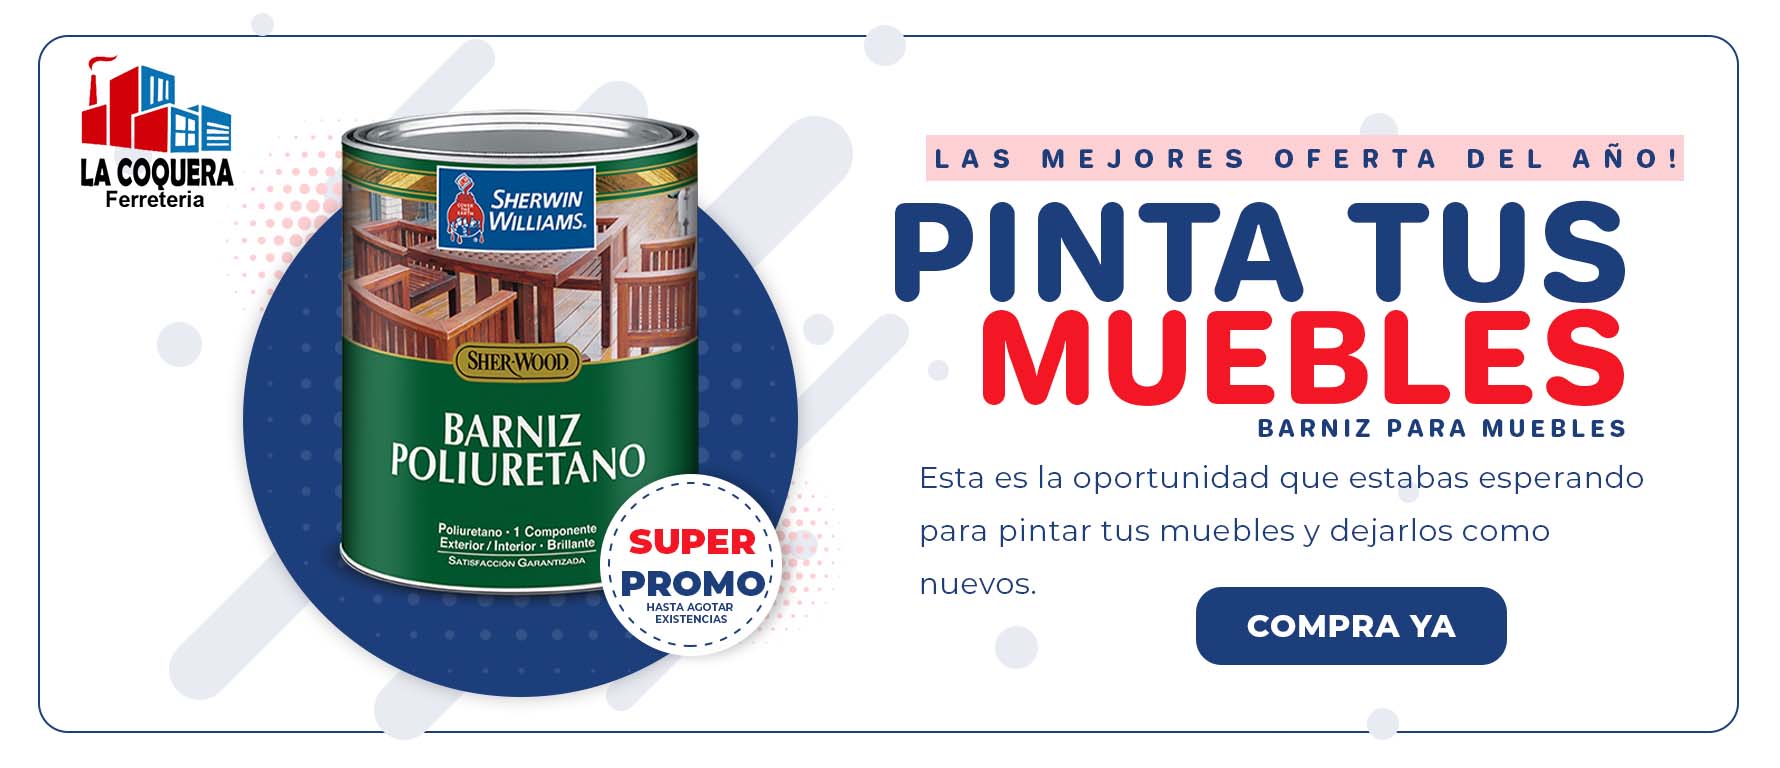 LA COQUERA
Ferreteria
LAS MEJORES OFERTA DEL AÑO!
PINTA TUS
MUEBLES
BARNIZ PARA MUEBLES
Esta es la oportunidad que estabas esperando
para pintar tus muebles y dejarlos como
nuevos.
COMPRA YA
SHERWIN
WILLIAMS®
COVER
THE
EARTH
SHER-WOOD
BARNIZ
POLIURETANO
Poliuretano · 1 Componente
Exterior / Interior · Brillante
SATISFACCIÓN GARANTIZADA
SUPER
PROMO
HASTA AGOTAR
EXISTENCIAS